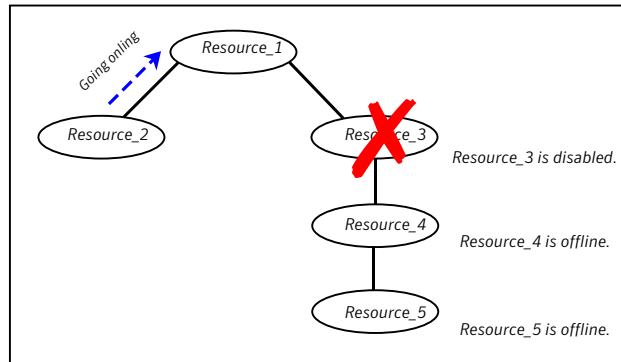 Resource_1
Going onling
Resource_2
Resource_3
Resource_3 is disabled.
Resource_4
Resource_4 is offline.
Resource_5
Resource_5 is offline.